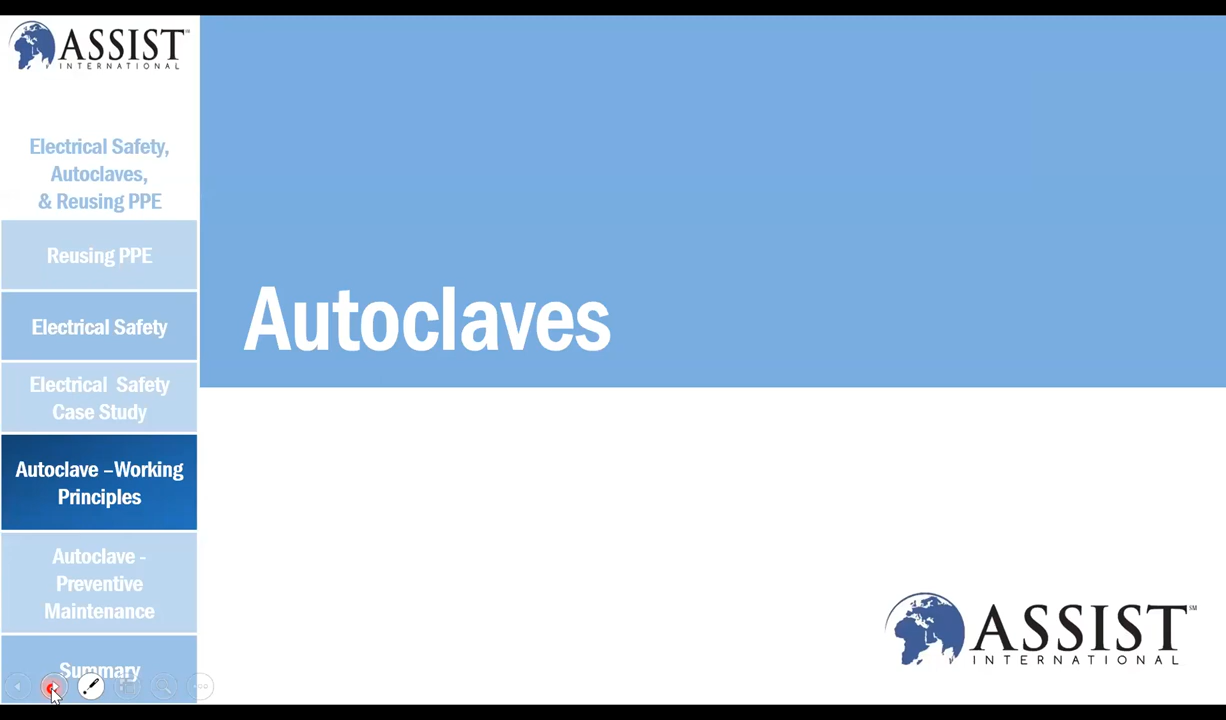 ASSIST
INTERNATIONAL
Electrical Safety,
Autoclaves,
& Reusing PPE
Reusing PPE
Electrical Safety
Electrical Safety
Case Study
Autoclave –Working
Principles
Autoclave -
Preventive
Maintenance
Summary
Autoclaves
ASSIST℠
INTERNATIONAL